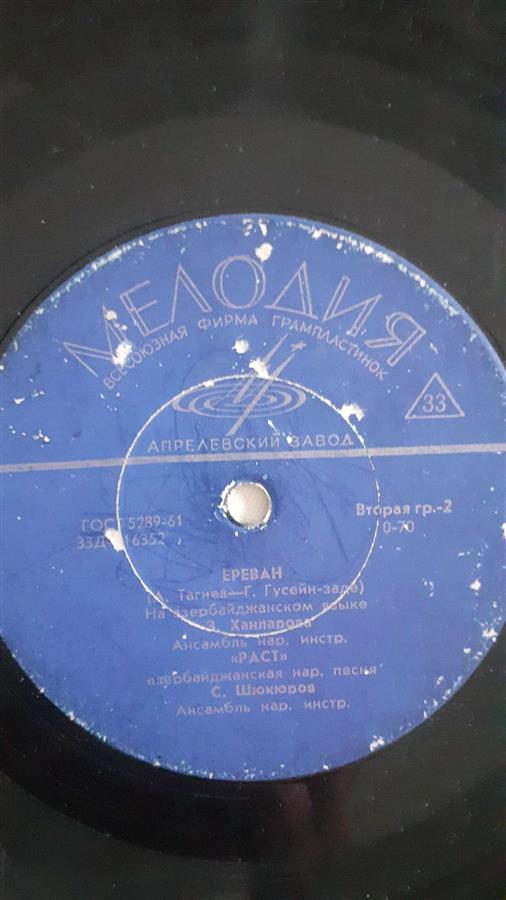 МЕЛОДИЯ
ВСЕСОЮЗНАЯ ФИРМА ГРАМПЛАСТИНОК
33
АПРЕЛЕВСКИЙ ЗАВОД
ГОСТ 5289-61
33Д 16352
Вторая гр.-2
0-70
ЕРЕВАН
(А. Тагиев—Г. Гусейн-заде)
На азербайджанском языке
З. Ханларова
Ансамбль нар. инстр.
«РАСТ»
азербайджанская нар. песня
С. Шюкюров
Ансамбль нар. инстр.